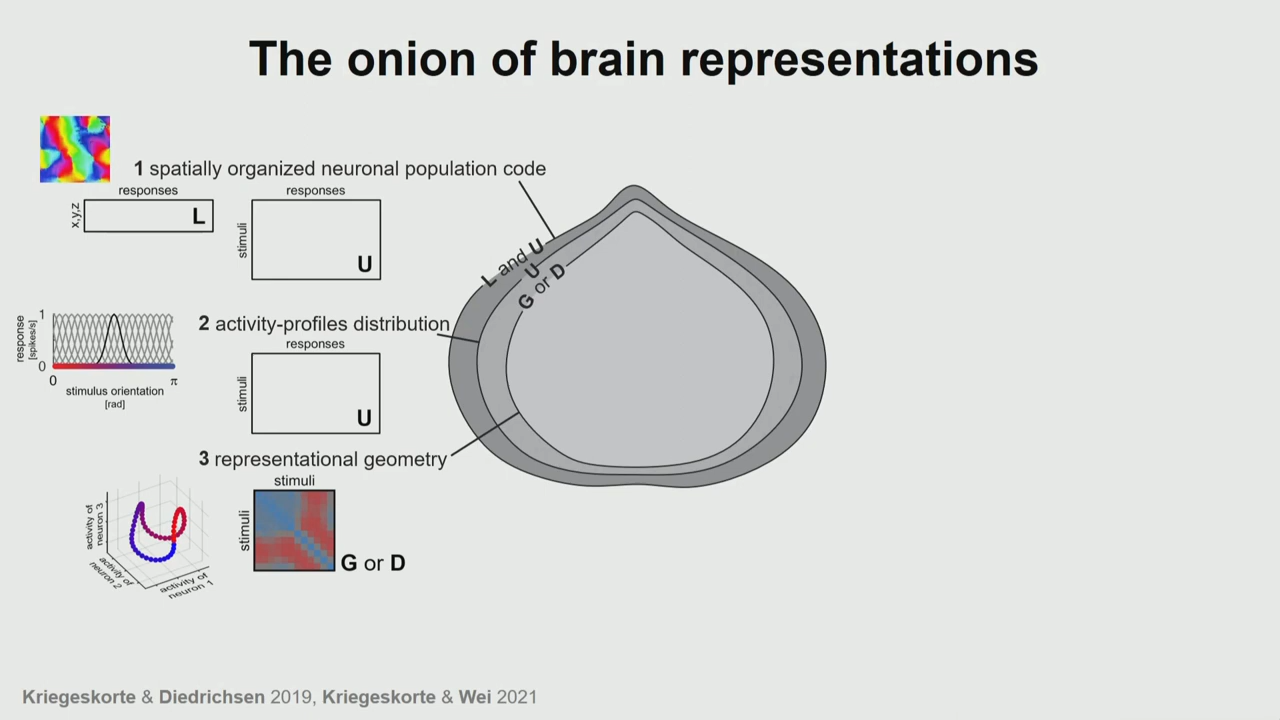 The onion of brain representations
1 spatially organized neuronal population code
responses
responses
x,y,z
L
stimuli
U
L and U
U
G or D
2 activity-profiles distribution
responses
response
[spikes/s]
1
0
0
π
stimulus orientation
[rad]
stimuli
U
3 representational geometry
stimuli
stimuli
G or D
activity of
neuron 3
activity of
neuron 2
activity of
neuron 1
Kriegeskorte & Diedrichsen 2019, Kriegeskorte & Wei 2021